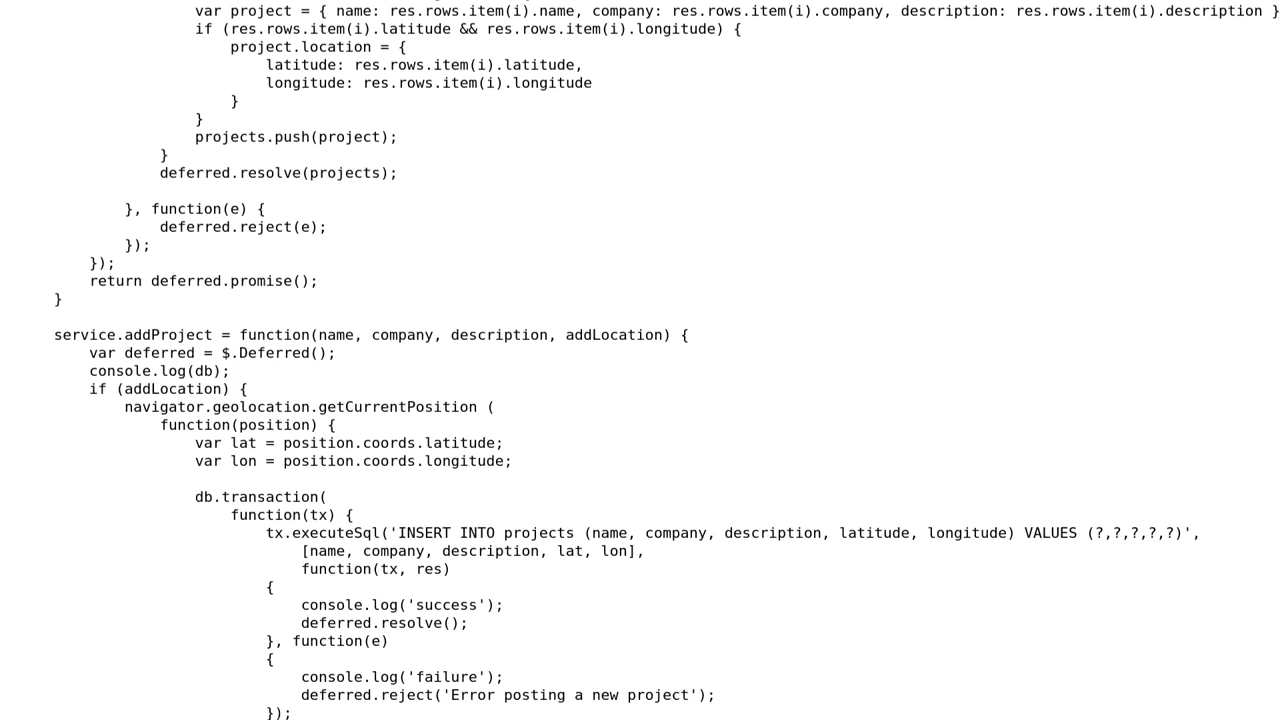 var project = { name: res.rows.item(i).name, company: res.rows.item(i).company, description: res.rows.item(i).description }
if (res.rows.item(i).latitude && res.rows.item(i).longitude) {
project.location = {
latitude: res.rows.item(i).latitude,
longitude: res.rows.item(i).longitude
}
}
projects.push(project);
}
deferred.resolve(projects);
}, function(e) {
deferred.reject(e);
});
});
return deferred.promise();
}
service.addProject = function(name, company, description, addLocation) {
var deferred = $.Deferred();
console.log(db);
if (addLocation) {
navigator.geolocation.getCurrentPosition (
function(position) {
var lat = position.coords.latitude;
var lon = position.coords.longitude;
db.transaction(
function(tx) {
tx.executeSql('INSERT INTO projects (name, company, description, latitude, longitude) VALUES (?,?,?,?,?)',
[name, company, description, lat, lon],
function(tx, res)
{
console.log('success');
deferred.resolve();
}, function(e)
{
console.log('failure');
deferred.reject('Error posting a new project');
});